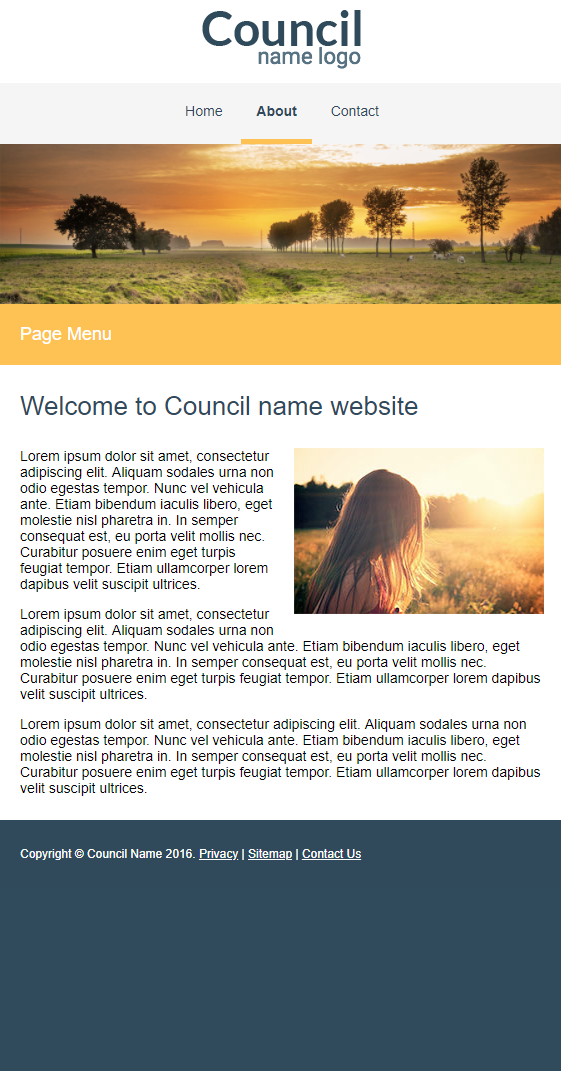 Council
name logo
Home About Contact
Page Menu
Welcome to Council name website
Lorem ipsum dolor sit amet, consectetur
adipiscing elit. Aliquam sodales urna non
odio egestas tempor. Nunc vel vehicula
ante. Etiam bibendum iaculis libero, eget
molestie nisl pharetra in. In semper
consequat est, eu porta velit mollis nec.
Curabitur posuere enim eget turpis
feugiat tempor. Etiam ullamcorper lorem
dapibus velit suscipit ultrices.
Lorem ipsum dolor sit amet, consectetur
adipiscing elit. Aliquam sodales urna non
odio egestas tempor. Nunc vel vehicula ante. Etiam bibendum iaculis libero, eget
molestie nisl pharetra in. In semper consequat est, eu porta velit mollis nec.
Curabitur posuere enim eget turpis feugiat tempor. Etiam ullamcorper lorem dapibus
velit suscipit ultrices.
Lorem ipsum dolor sit amet, consectetur adipiscing elit. Aliquam sodales urna non
odio egestas tempor. Nunc vel vehicula ante. Etiam bibendum iaculis libero, eget
molestie nisl pharetra in. In semper consequat est, eu porta velit mollis nec.
Curabitur posuere enim eget turpis feugiat tempor. Etiam ullamcorper lorem dapibus
velit suscipit ultrices.
Copyright © Council Name 2016. Privacy | Sitemap | Contact Us